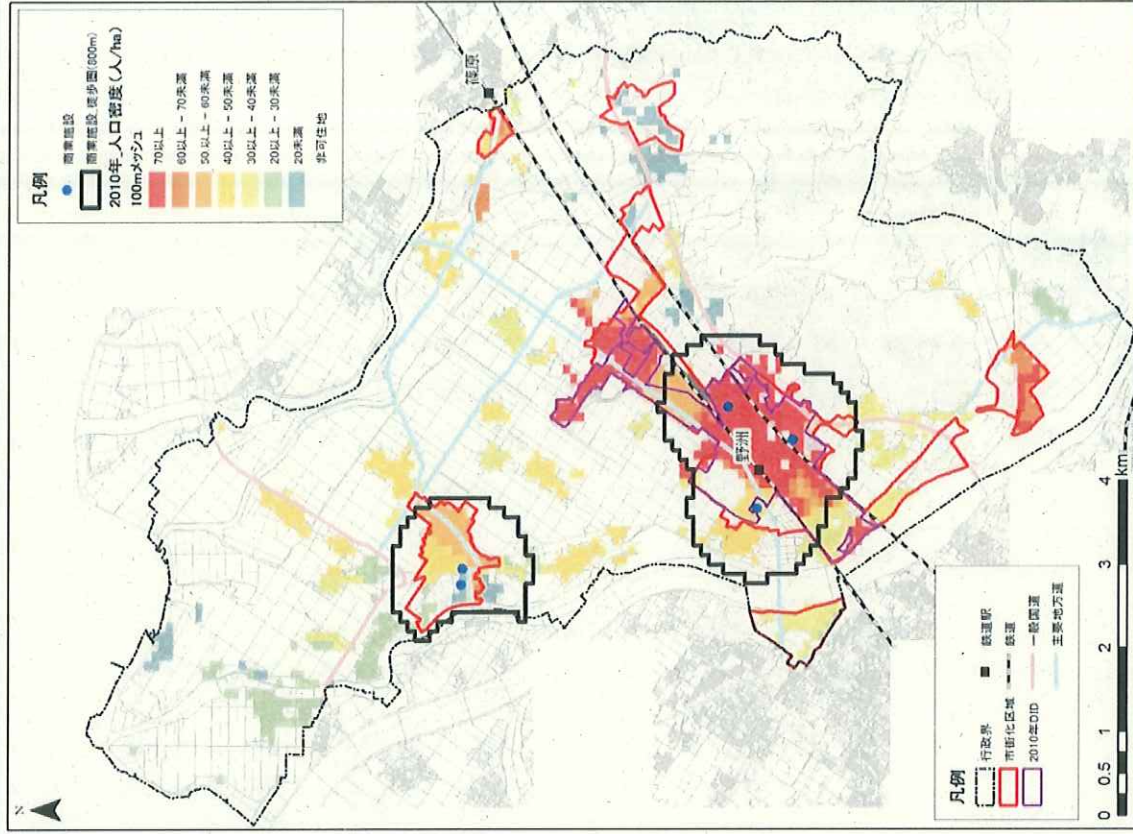 凡例
商業施設
商業施設_徒歩圏(800m)
2010年_人口密度(人/ha)
100mメッシュ
70以上
60以上－70未満
50以上－60未満
40以上－50未満
30以上－40未満
20以上－30未満
20未満
非可住地
N
篠原
野洲
凡例
行政界
市街化区域
2010年DID
鉄道駅
鉄道
一般国道
主要地方道
0 0.5 1 2 3 4
km